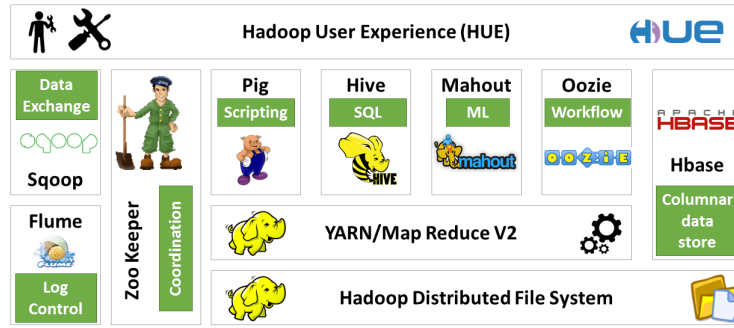 Hadoop User Experience (HUE)
HUE
Data
Exchange
sqoop
Sqoop
Flume
FLUME
Log
Control
Zoo Keeper
Coordination
Pig
Scripting
Hive
SQL
HIVE
Mahout
ML
mahout
Oozie
Workflow
OOZIE
APACHE
HBASE
Hbase
Columnar
data
store
YARN/Map Reduce V2
Hadoop Distributed File System